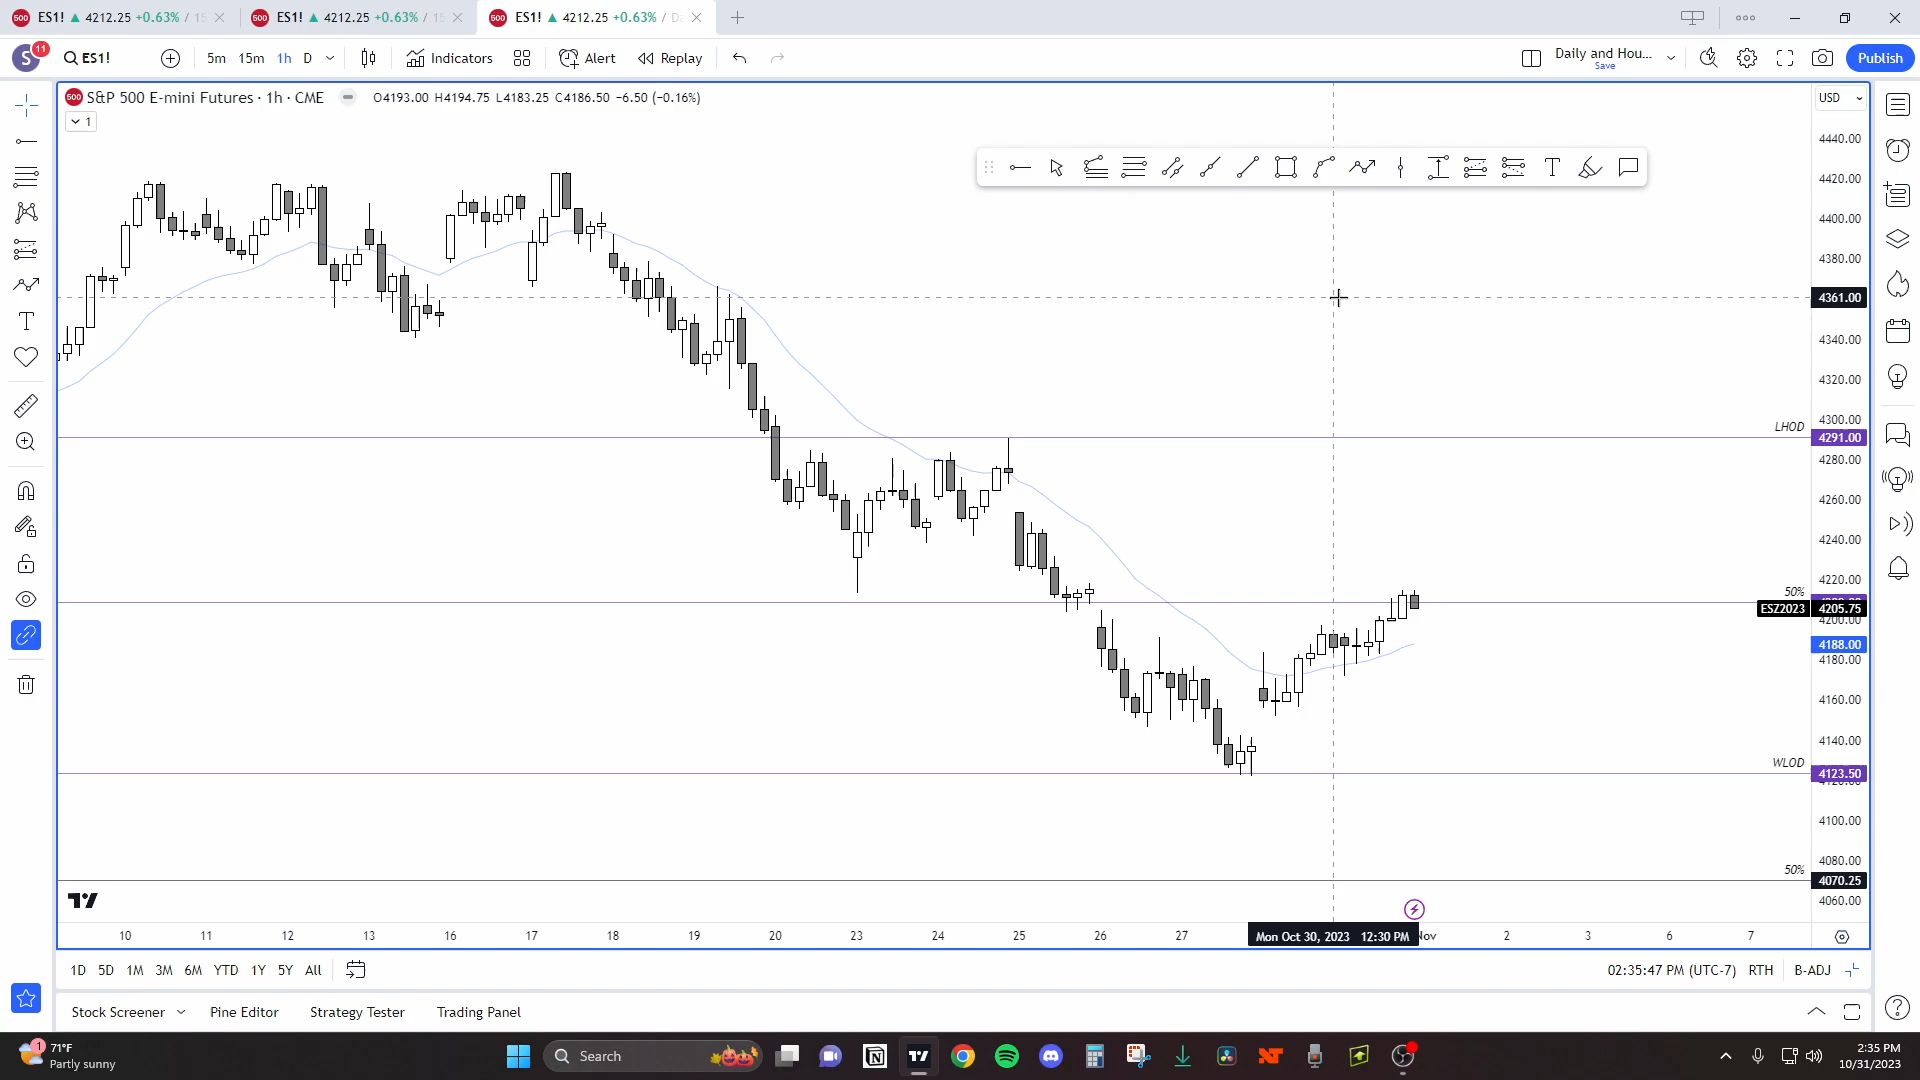 500 ES1! ▲ 4212.25 +0.63% / 15
500 ES1! ▲ 4212.25 +0.63% / 15
500 ES1! ▲ 4212.25 +0.63% / D
S 11 ES1! 5m 15m 1h D Indicators Alert Replay Daily and Hou... Save Publish
500 S&P 500 E-mini Futures · 1h · CME O4193.00 H4194.75 L4183.25 C4186.50 −6.50 (−0.16%) USD
1
4440.00
4420.00
4400.00
4380.00
4361.00
4340.00
4320.00
4300.00
LHOD
4291.00
4280.00
4260.00
4240.00
4220.00
50%
ESZ2023 4205.75
4200.00
4188.00
4180.00
4160.00
4140.00
WLOD
4123.50
4100.00
4080.00
50%
4070.25
4060.00
10 11 12 13 16 17 18 19 20 23 24 25 26 27 Mon Oct 30, 2023 12:30 PM Nov 2 3 6 7
1D 5D 1M 3M 6M YTD 1Y 5Y All 02:35:47 PM (UTC-7) RTH B-ADJ
Stock Screener Pine Editor Strategy Tester Trading Panel
1 71°F
Partly sunny
Search
2:35 PM
10/31/2023